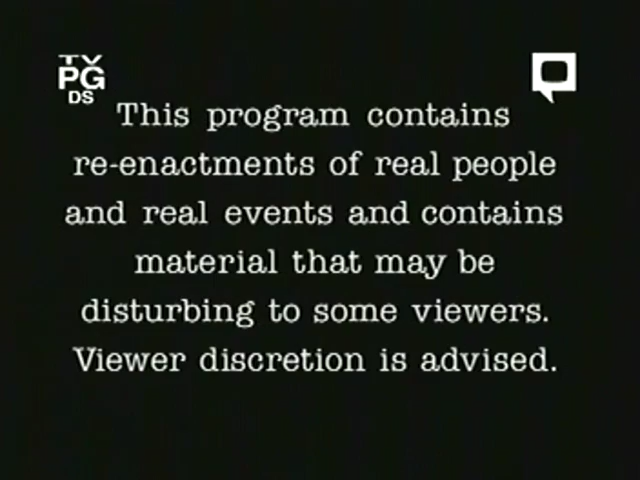 TV
PG
DS
This program contains
re-enactments of real people
and real events and contains
material that may be
disturbing to some viewers.
Viewer discretion is advised.